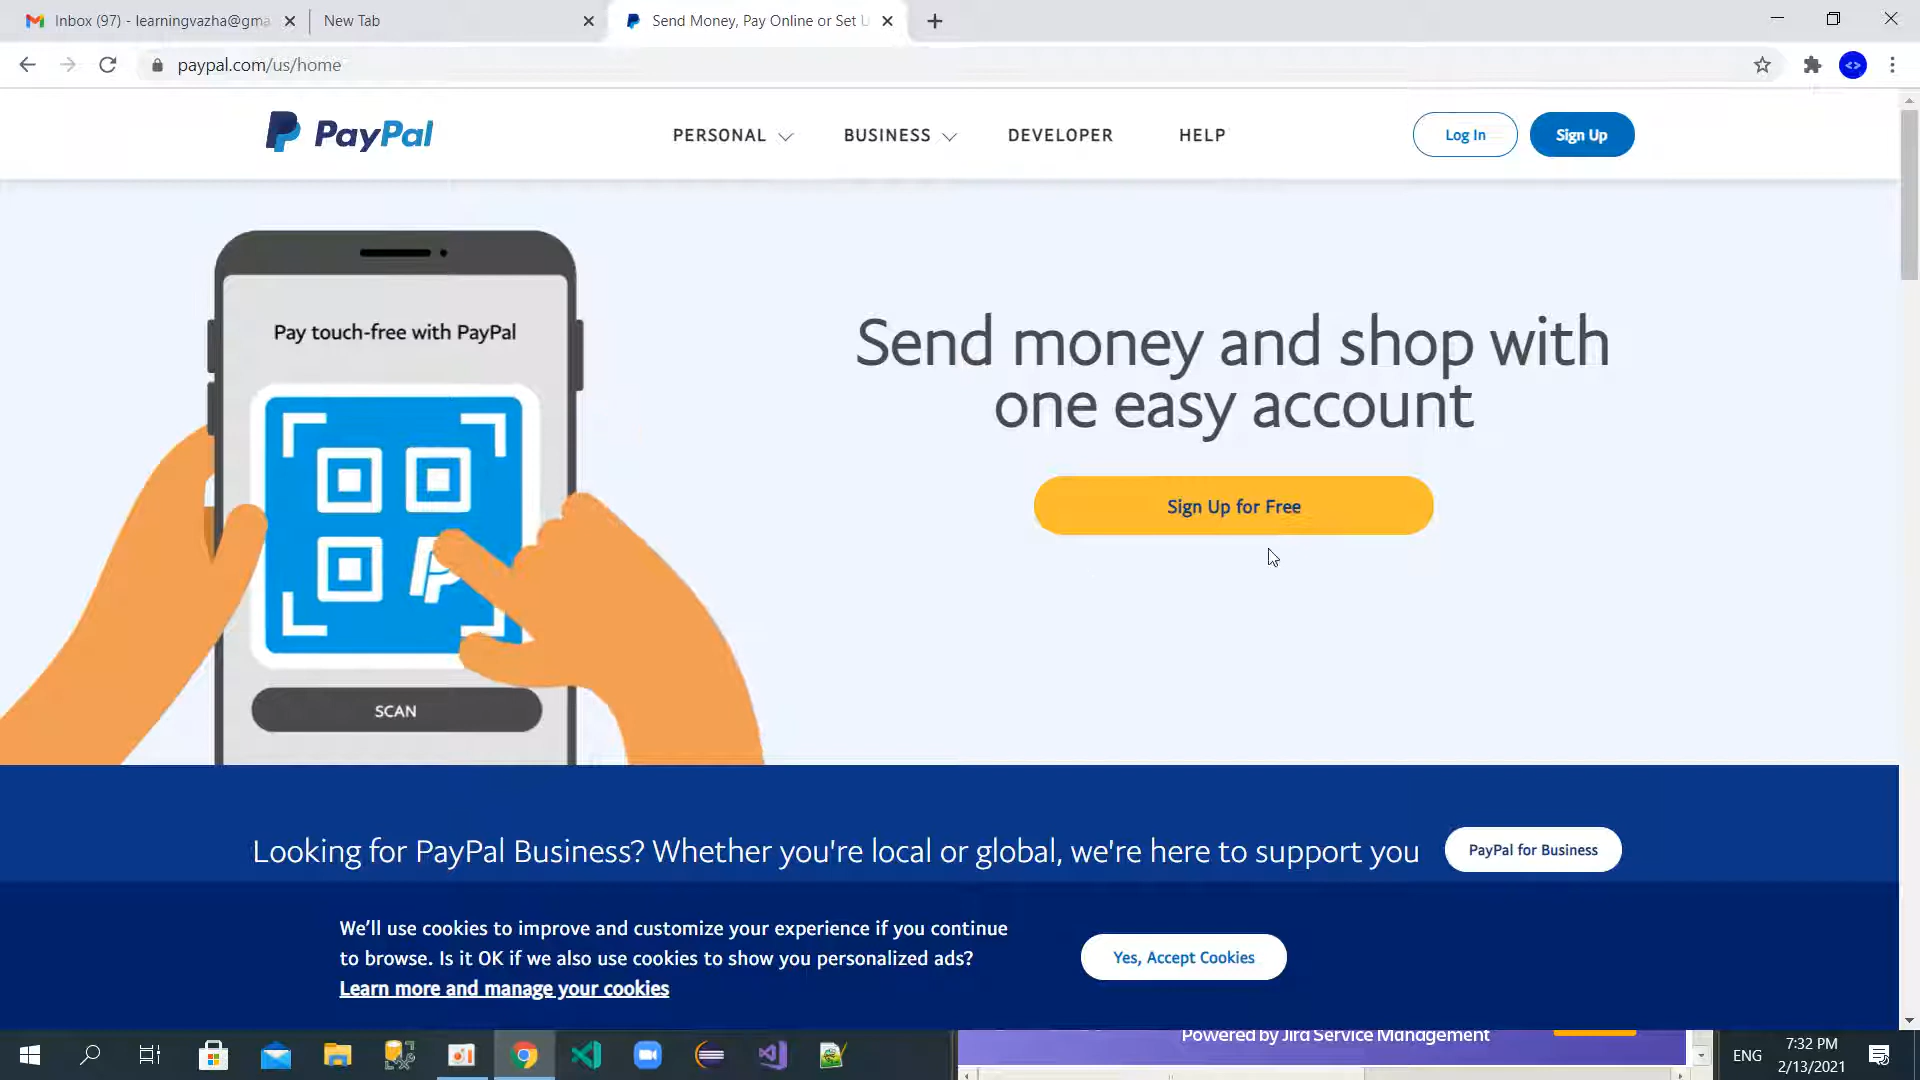 Inbox (97) - learningvazha@gma
New Tab
Send Money, Pay Online or Set U
paypal.com/us/home
PayPal
PERSONAL
BUSINESS
DEVELOPER
HELP
Log In
Sign Up
Pay touch-free with PayPal
SCAN
Send money and shop with
one easy account
Sign Up for Free
Looking for PayPal Business? Whether you're local or global, we're here to support you
PayPal for Business
We’ll use cookies to improve and customize your experience if you continue
to browse. Is it OK if we also use cookies to show you personalized ads?
Learn more and manage your cookies
Yes, Accept Cookies
Powered by Jira Service Management
ENG
7:32 PM
2/13/2021